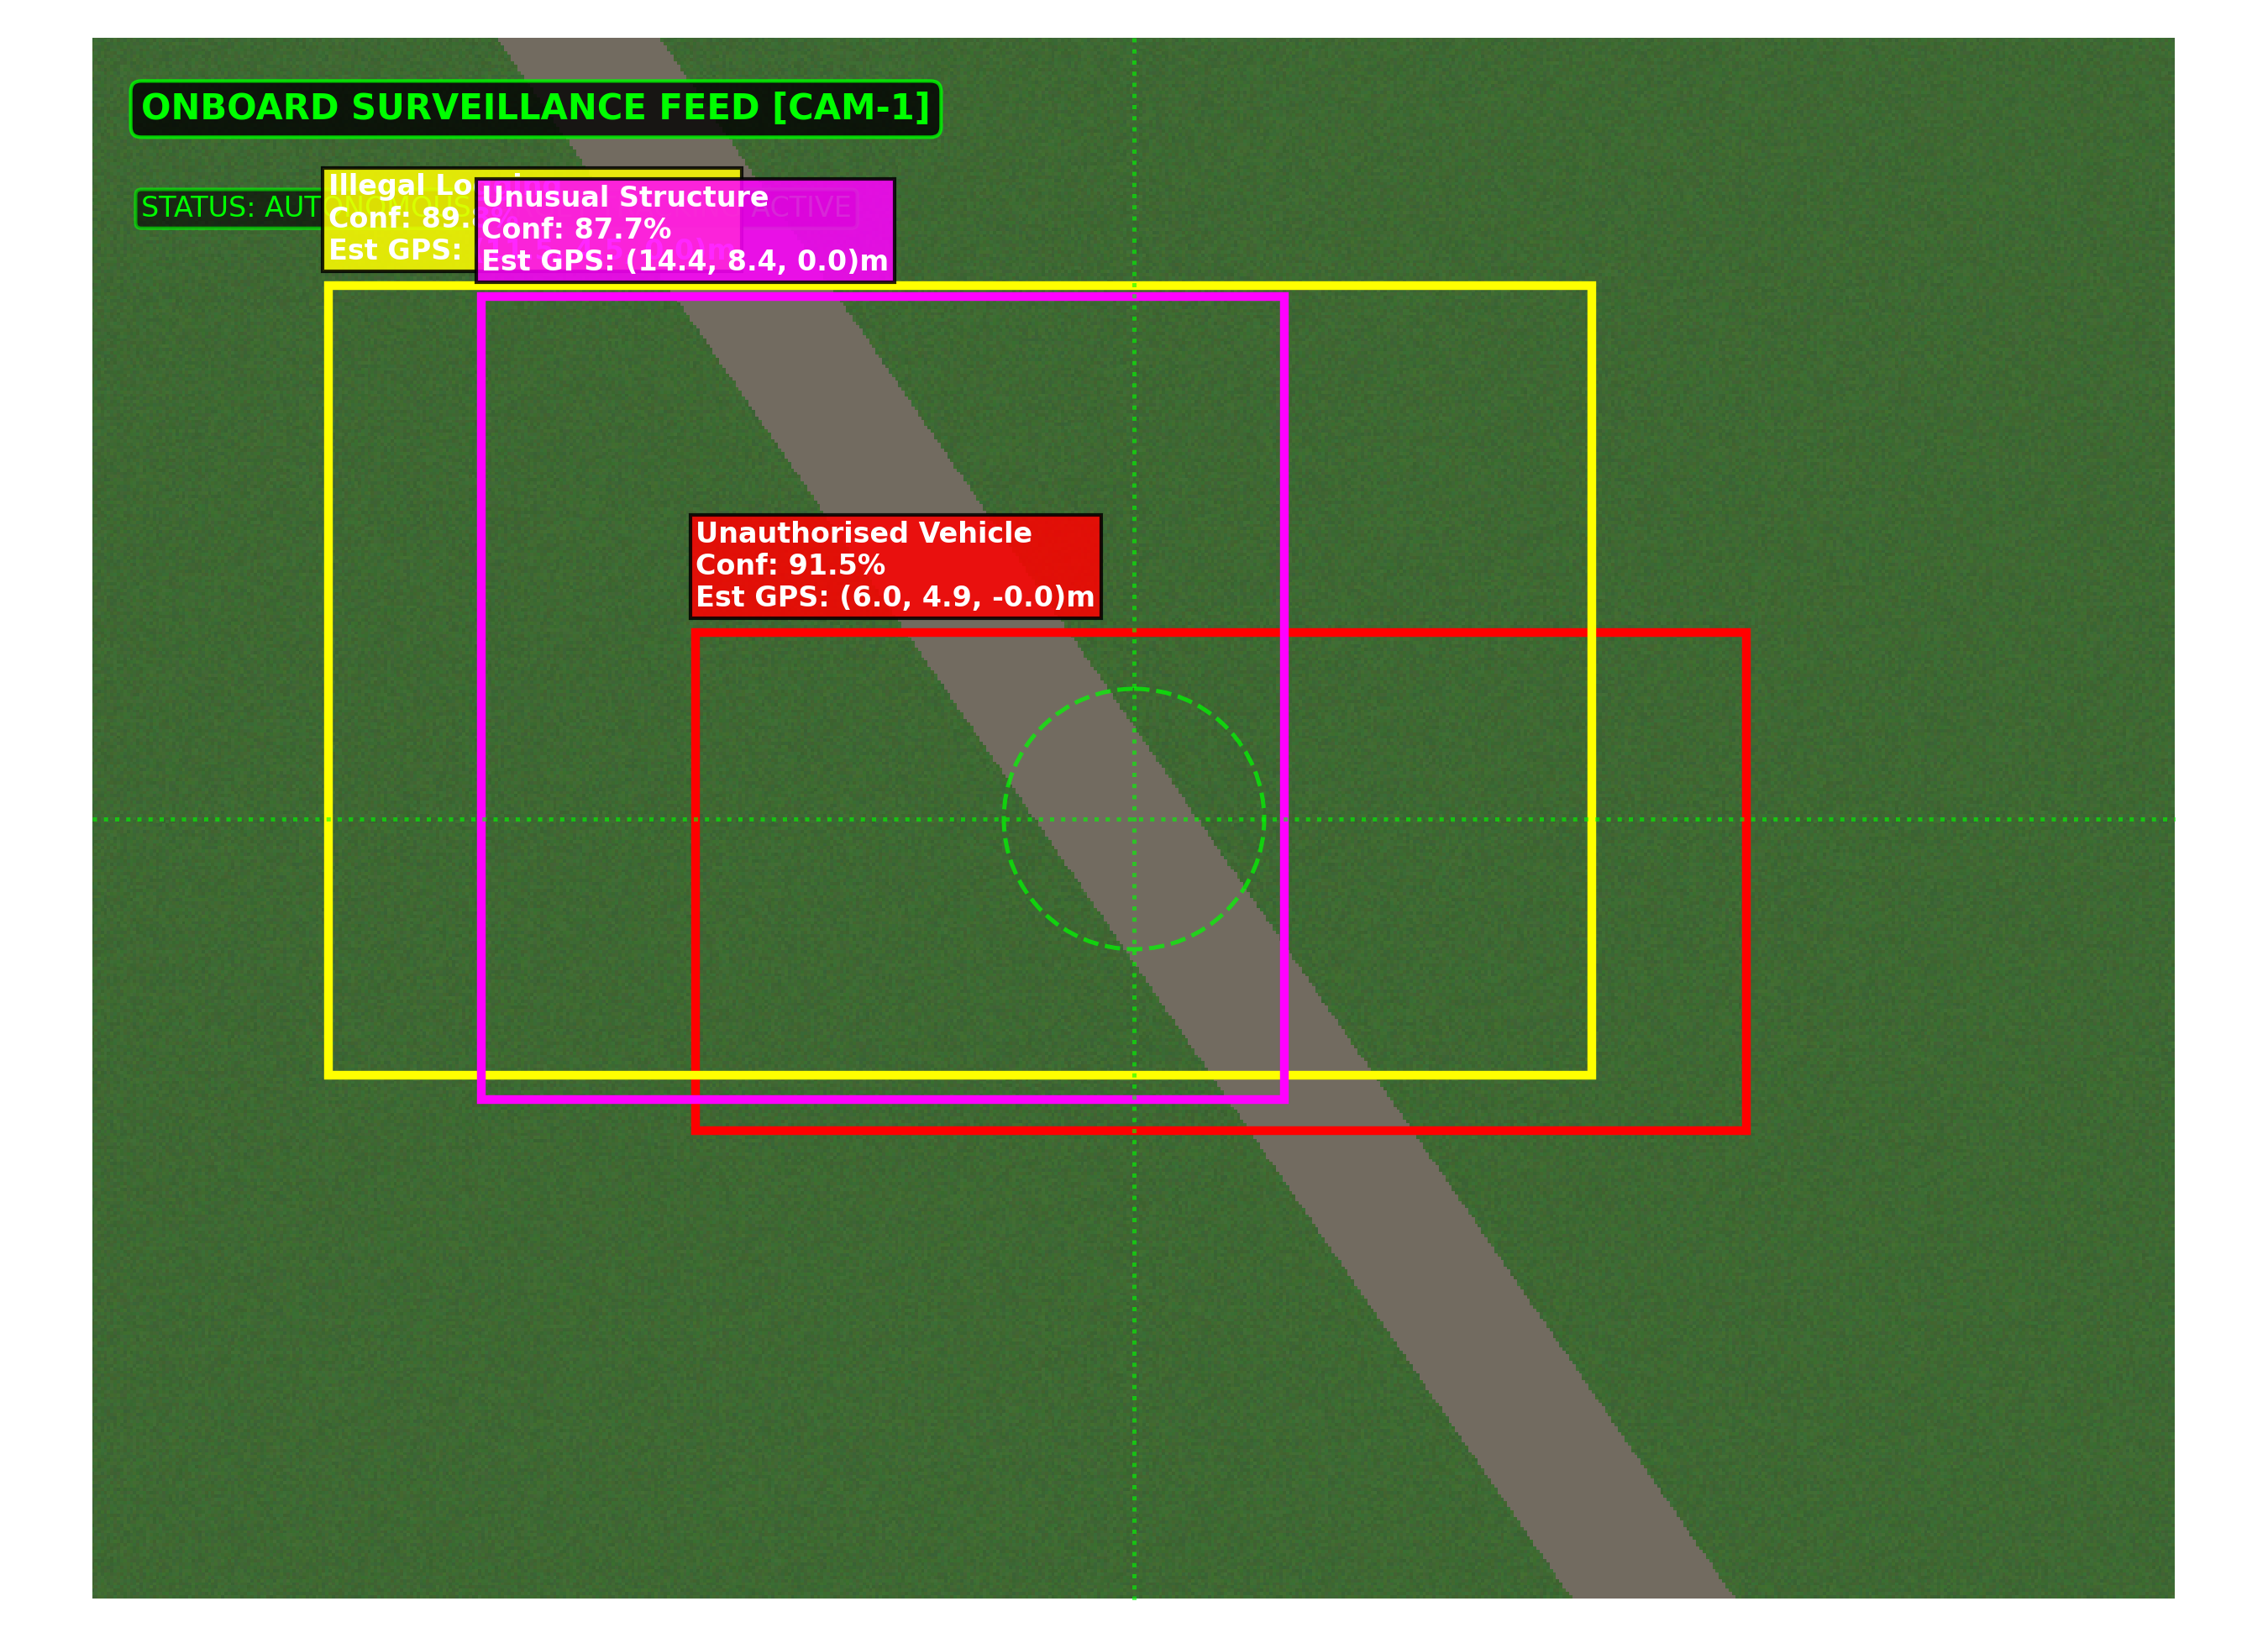 ONBOARD SURVEILLANCE FEED [CAM-1]
STATUS: AUTONOMOUS ACTIVE
Illegal
Conf: 89.
Est GPS:
Unusual Structure
Conf: 87.7%
Est GPS: (14.4, 8.4, 0.0)m
Unauthorised Vehicle
Conf: 91.5%
Est GPS: (6.0, 4.9, -0.0)m